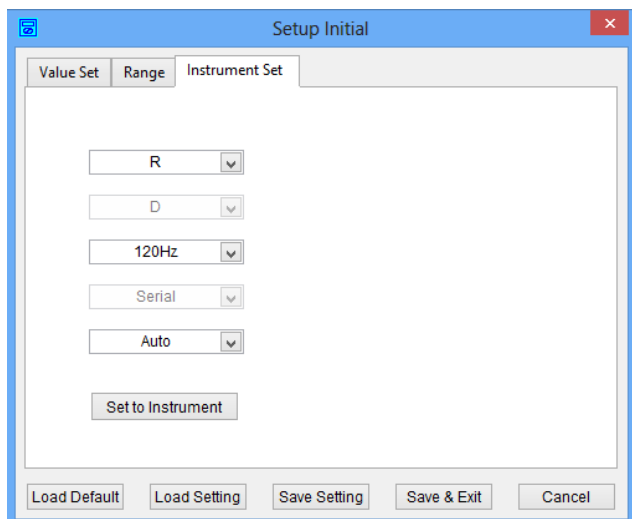 Setup Initial
Value Set Range Instrument Set
R
D
120Hz
Serial
Auto
Set to Instrument
Load Default Load Setting Save Setting Save & Exit Cancel